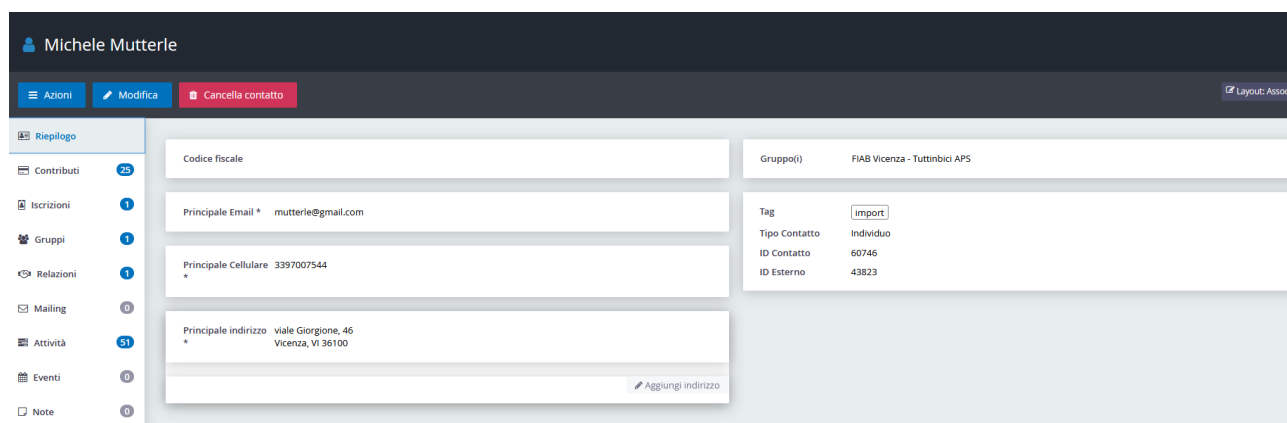 Michele Mutterle
Azioni
Modifica
Cancella contatto
Layout: Assoc
Riepilogo
Contributi 25
Iscrizioni 1
Gruppi 1
Relazioni 1
Mailing 0
Attività 51
Eventi 0
Note 0
Codice fiscale
Principale Email * mutterle@gmail.com
Principale Cellulare 3397007544
*
Principale indirizzo viale Giorgione, 46
* Vicenza, VI 36100
Aggiungi indirizzo
Gruppo(i) FIAB Vicenza - Tuttinbici APS
Tag import
Tipo Contatto Individuo
ID Contatto 60746
ID Esterno 43823